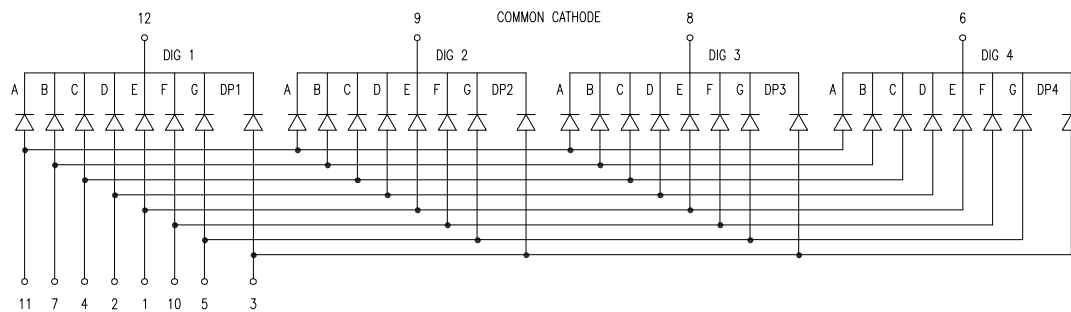 12 9 COMMON CATHODE 8 6
DIG 1 DIG 2 DIG 3 DIG 4
A B C D E F G DP1 A B C D E F G DP2 A B C D E F G DP3 A B C D E F G DP4
11 7 4 2 1 10 5 3